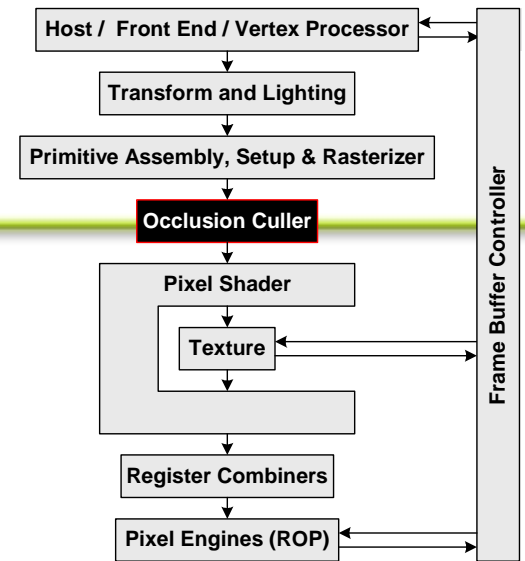 Host / Front End / Vertex Processor
Transform and Lighting
Primitive Assembly, Setup & Rasterizer
Occlusion Culler
Pixel Shader
Texture
Register Combiners
Pixel Engines (ROP)
Frame Buffer Controller